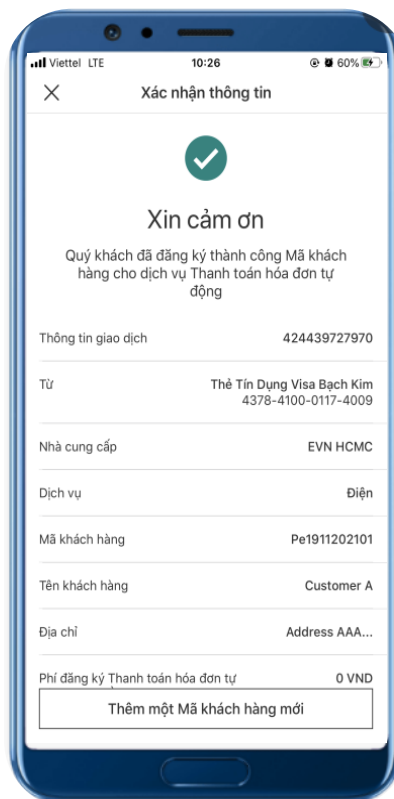 Viettel LTE 10:26 60%
Xác nhận thông tin
Xin cảm ơn
Quý khách đã đăng ký thành công Mã khách
hàng cho dịch vụ Thanh toán hóa đơn tự
động
Thông tin giao dịch 424439727970
Từ Thẻ Tín Dụng Visa Bạch Kim
4378-4100-0117-4009
Nhà cung cấp EVN HCMC
Dịch vụ Điện
Mã khách hàng Pe1911202101
Tên khách hàng Customer A
Địa chỉ Address AAA...
Phí đăng ký Thanh toán hóa đơn tự 0 VND
Thêm một Mã khách hàng mới